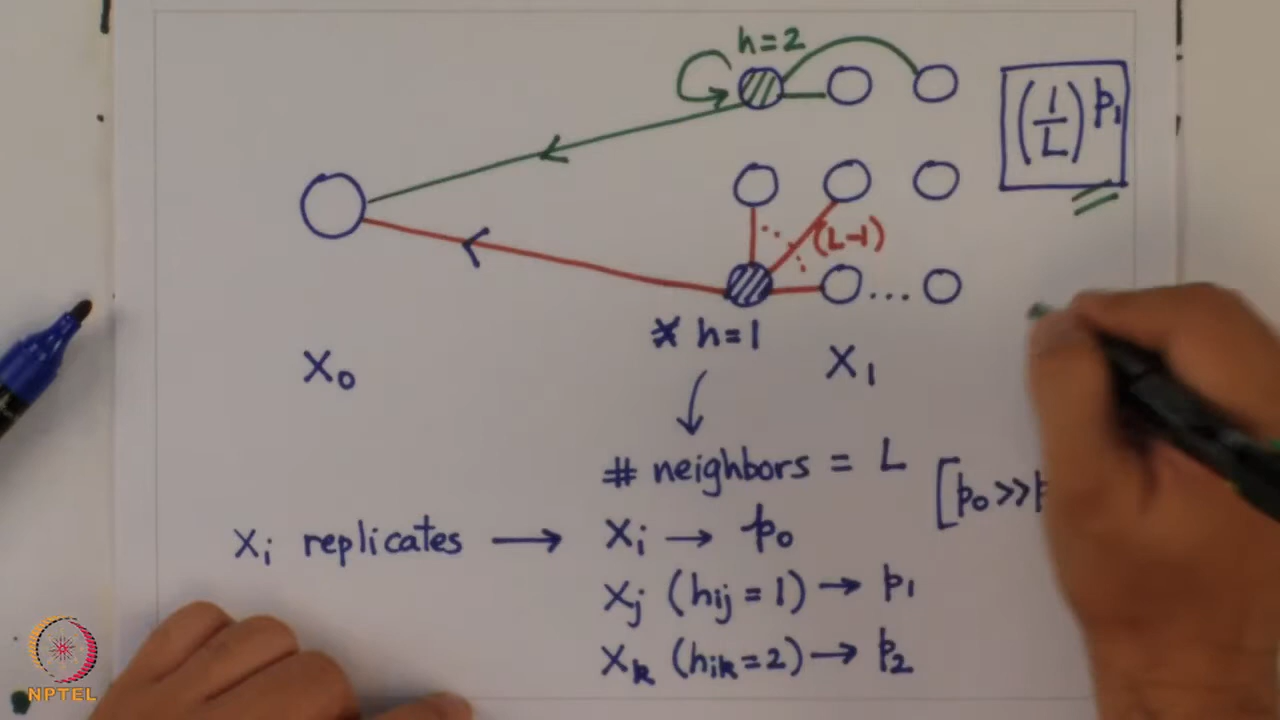 h=2
(1/L) p₁
(L-1)
* h=1
X₀
X₁
# neighbors = L
[p₀>>p
Xᵢ replicates → Xᵢ → p₀
Xⱼ (hᵢⱼ=1) → p₁
Xₖ (hᵢₖ=2) → p₂
NPTEL